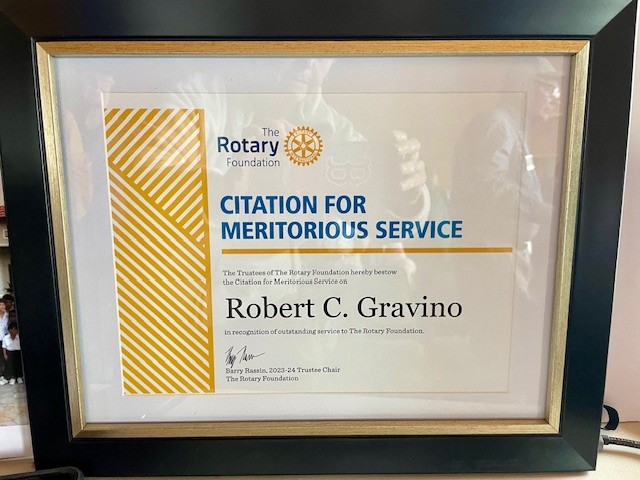 The
Rotary
Foundation
CITATION FOR
MERITORIOUS SERVICE
The Trustees of The Rotary Foundation hereby bestow
the Citation for Meritorious Service on
Robert C. Gravino
in recognition of outstanding service to The Rotary Foundation.
Barry Rassin, 2023-24 Trustee Chair
The Rotary Foundation